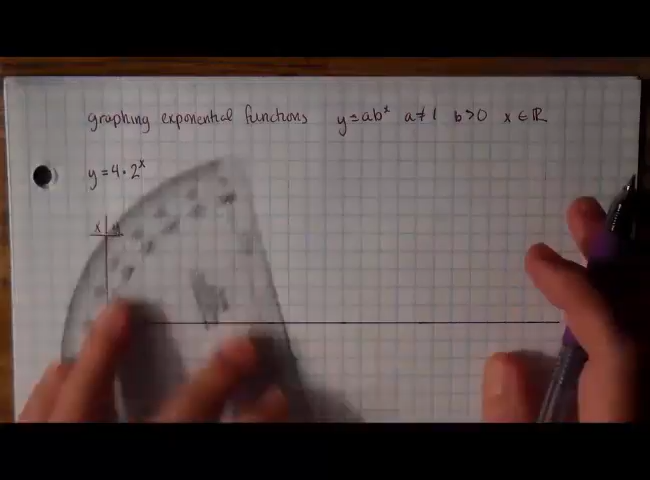 graphing exponential functions y = ab^x a ≠ 1 b > 0 x ∈ ℝ
y = 4 · 2^x
x y